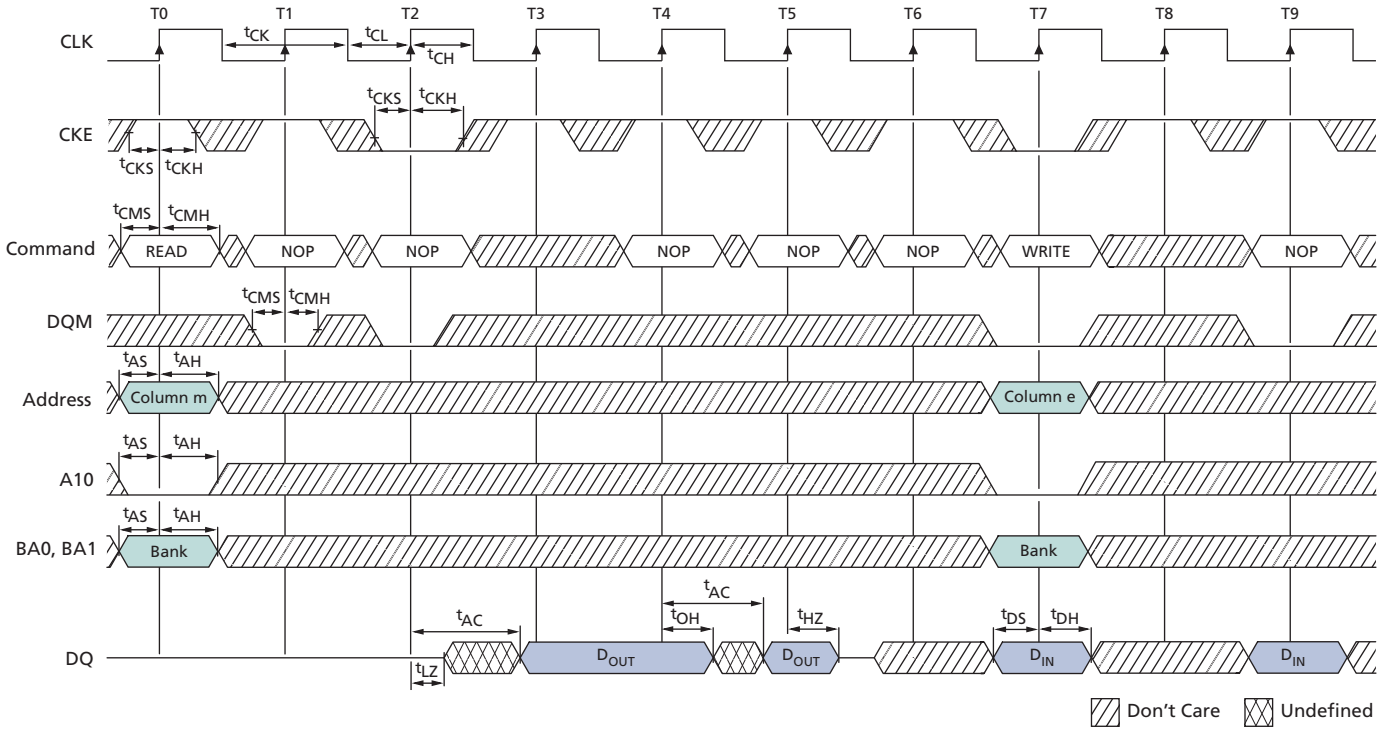 T0 T1 T2 T3 T4 T5 T6 T7 T8 T9
CLK
tCK tCL
tCH
tCKS tCKH
CKE
tCKS tCKH
tCMS tCMH
Command READ NOP NOP NOP NOP NOP WRITE NOP
tCMS tCMH
DQM
tAS tAH
Address Column m Column e
tAS tAH
A10
tAS tAH
BA0, BA1 Bank Bank
tAC
tAC tOH tHZ tDS tDH
DQ DOUT DOUT DIN DIN
tLZ
Don't Care Undefined